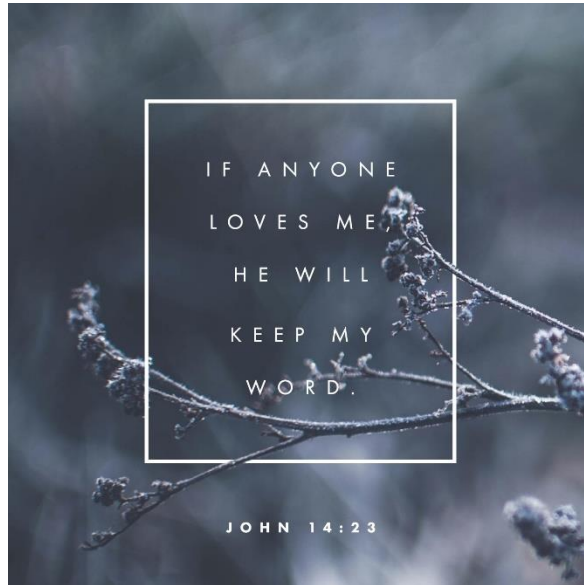 IF ANYONE
LOVES ME,
HE WILL
KEEP MY
WORD.
JOHN 14:23